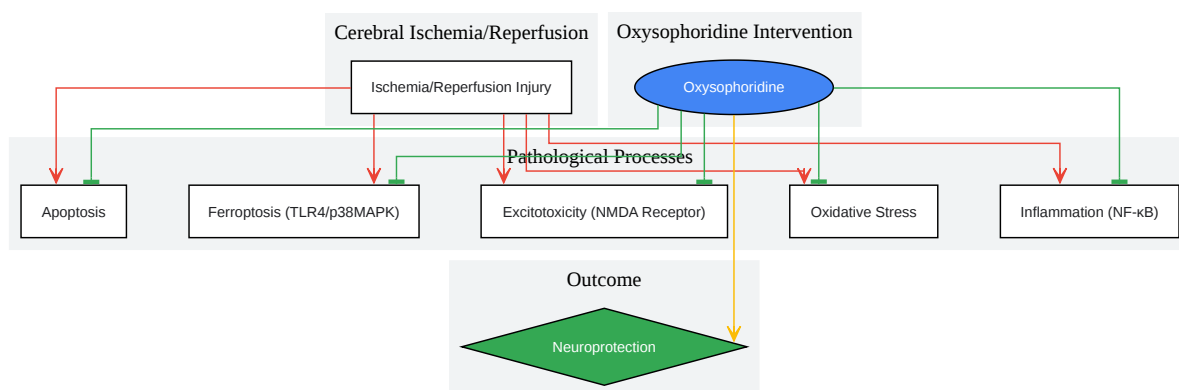 Cerebral Ischemia/Reperfusion
Oxysophoridine Intervention
Ischemia/Reperfusion Injury
Oxysophoridine
Pathological Processes
Apoptosis
Ferroptosis (TLR4/p38MAPK)
Excitotoxicity (NMDA Receptor)
Oxidative Stress
Inflammation (NF-κB)
Outcome
Neuroprotection